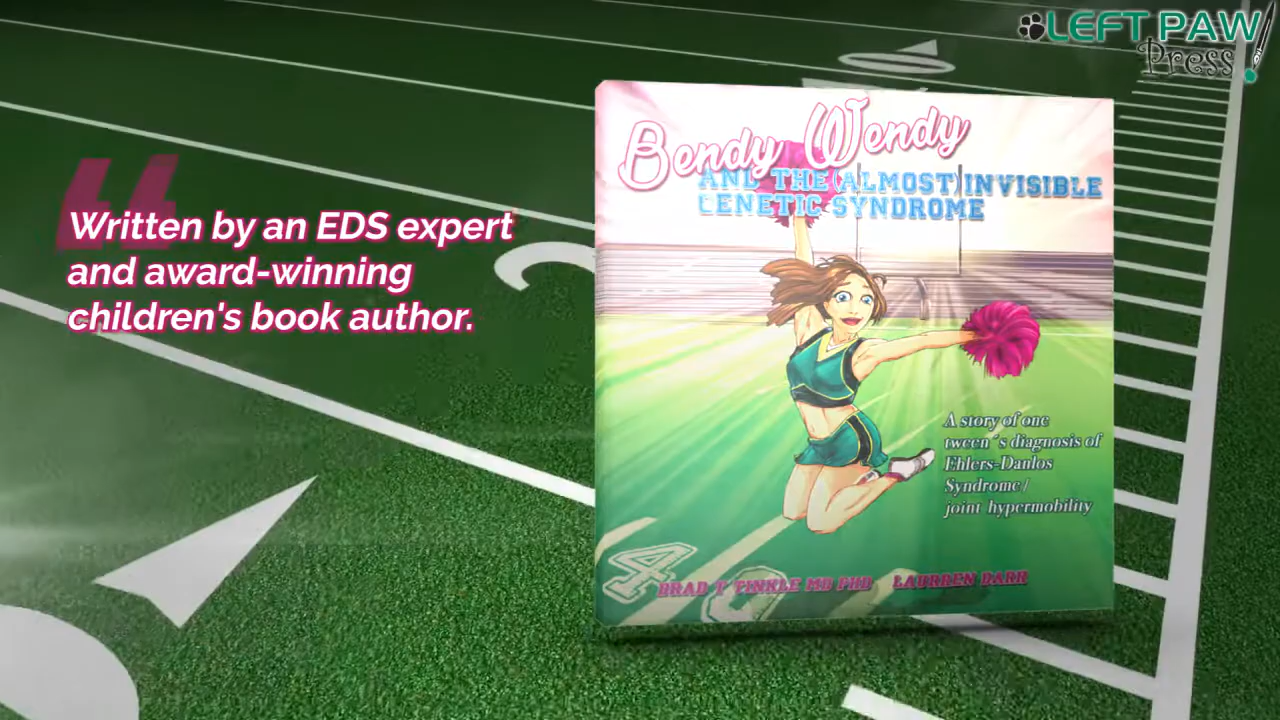 LEFT PAW
Press
Written by an EDS expert
and award-winning
children's book author.
Bendy Wendy
AND THE (ALMOST) INVISIBLE
GENETIC SYNDROME
A story of one
tween´s diagnosis of
Ehlers-Danlos
Syndrome/
joint hypermobility
4
BRAD T TINKLE MD PHD LAURREN DARR